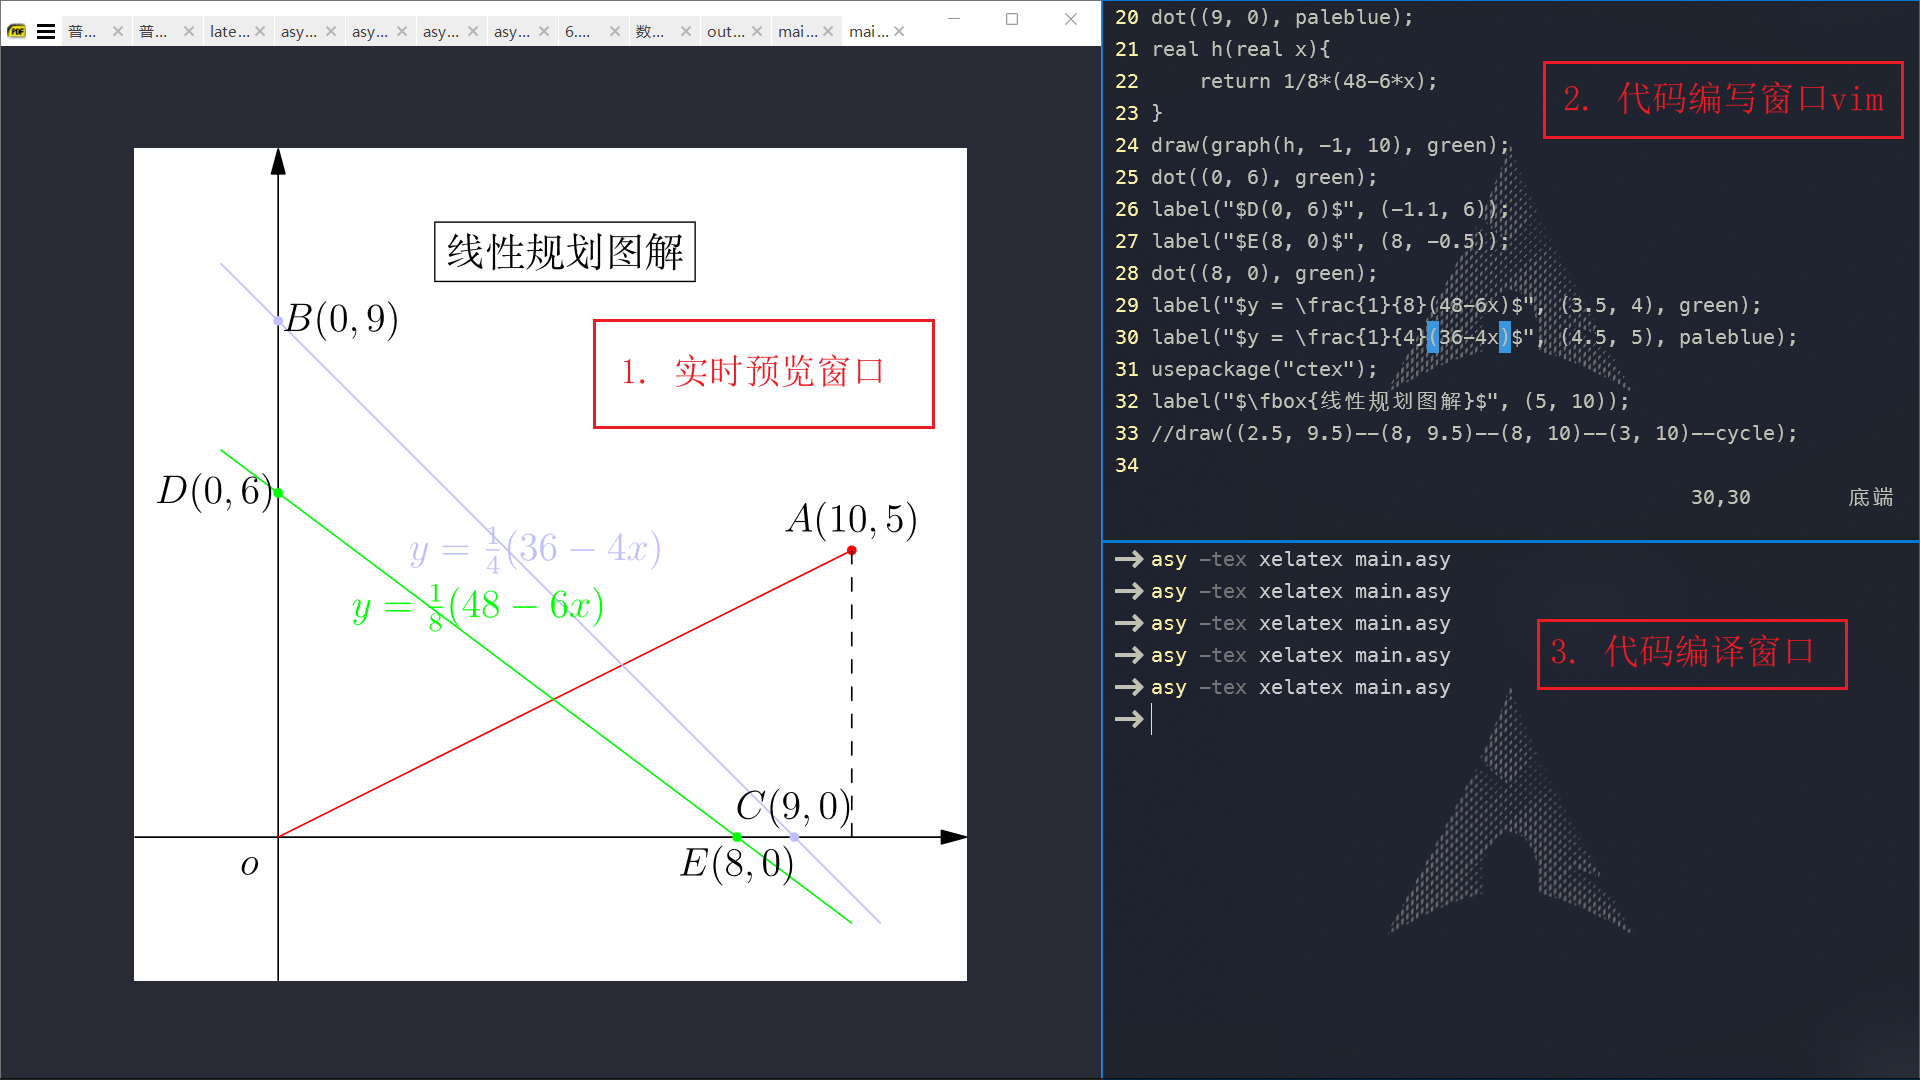 PDF 普... 普... late... asy... asy... asy... asy... 6.... 数... out... mai... mai...
线性规划图解
B(0, 9)
1. 实时预览窗口
D(0, 6)
A(10, 5)
y = \frac{1}{4}(36 − 4x)
y = \frac{1}{8}(48 − 6x)
C(9, 0)
o
E(8, 0)
20 dot((9, 0), paleblue);
21 real h(real x){
22     return 1/8*(48-6*x);
23 }
24 draw(graph(h, -1, 10), green);
25 dot((0, 6), green);
26 label("$D(0, 6)$", (-1.1, 6));
27 label("$E(8, 0)$", (8, -0.5));
28 dot((8, 0), green);
29 label("$y = \frac{1}{8}(48-6x)$", (3.5, 4), green);
30 label("$y = \frac{1}{4}(36-4x)$", (4.5, 5), paleblue);
31 usepackage("ctex");
32 label("$\fbox{线性规划图解}$", (5, 10));
33 //draw((2.5, 9.5)--(8, 9.5)--(8, 10)--(3, 10)--cycle);
34
30,30 底端
2. 代码编写窗口vim
→ asy -tex xelatex main.asy
→ asy -tex xelatex main.asy
→ asy -tex xelatex main.asy
→ asy -tex xelatex main.asy
→ asy -tex xelatex main.asy
→
3. 代码编译窗口